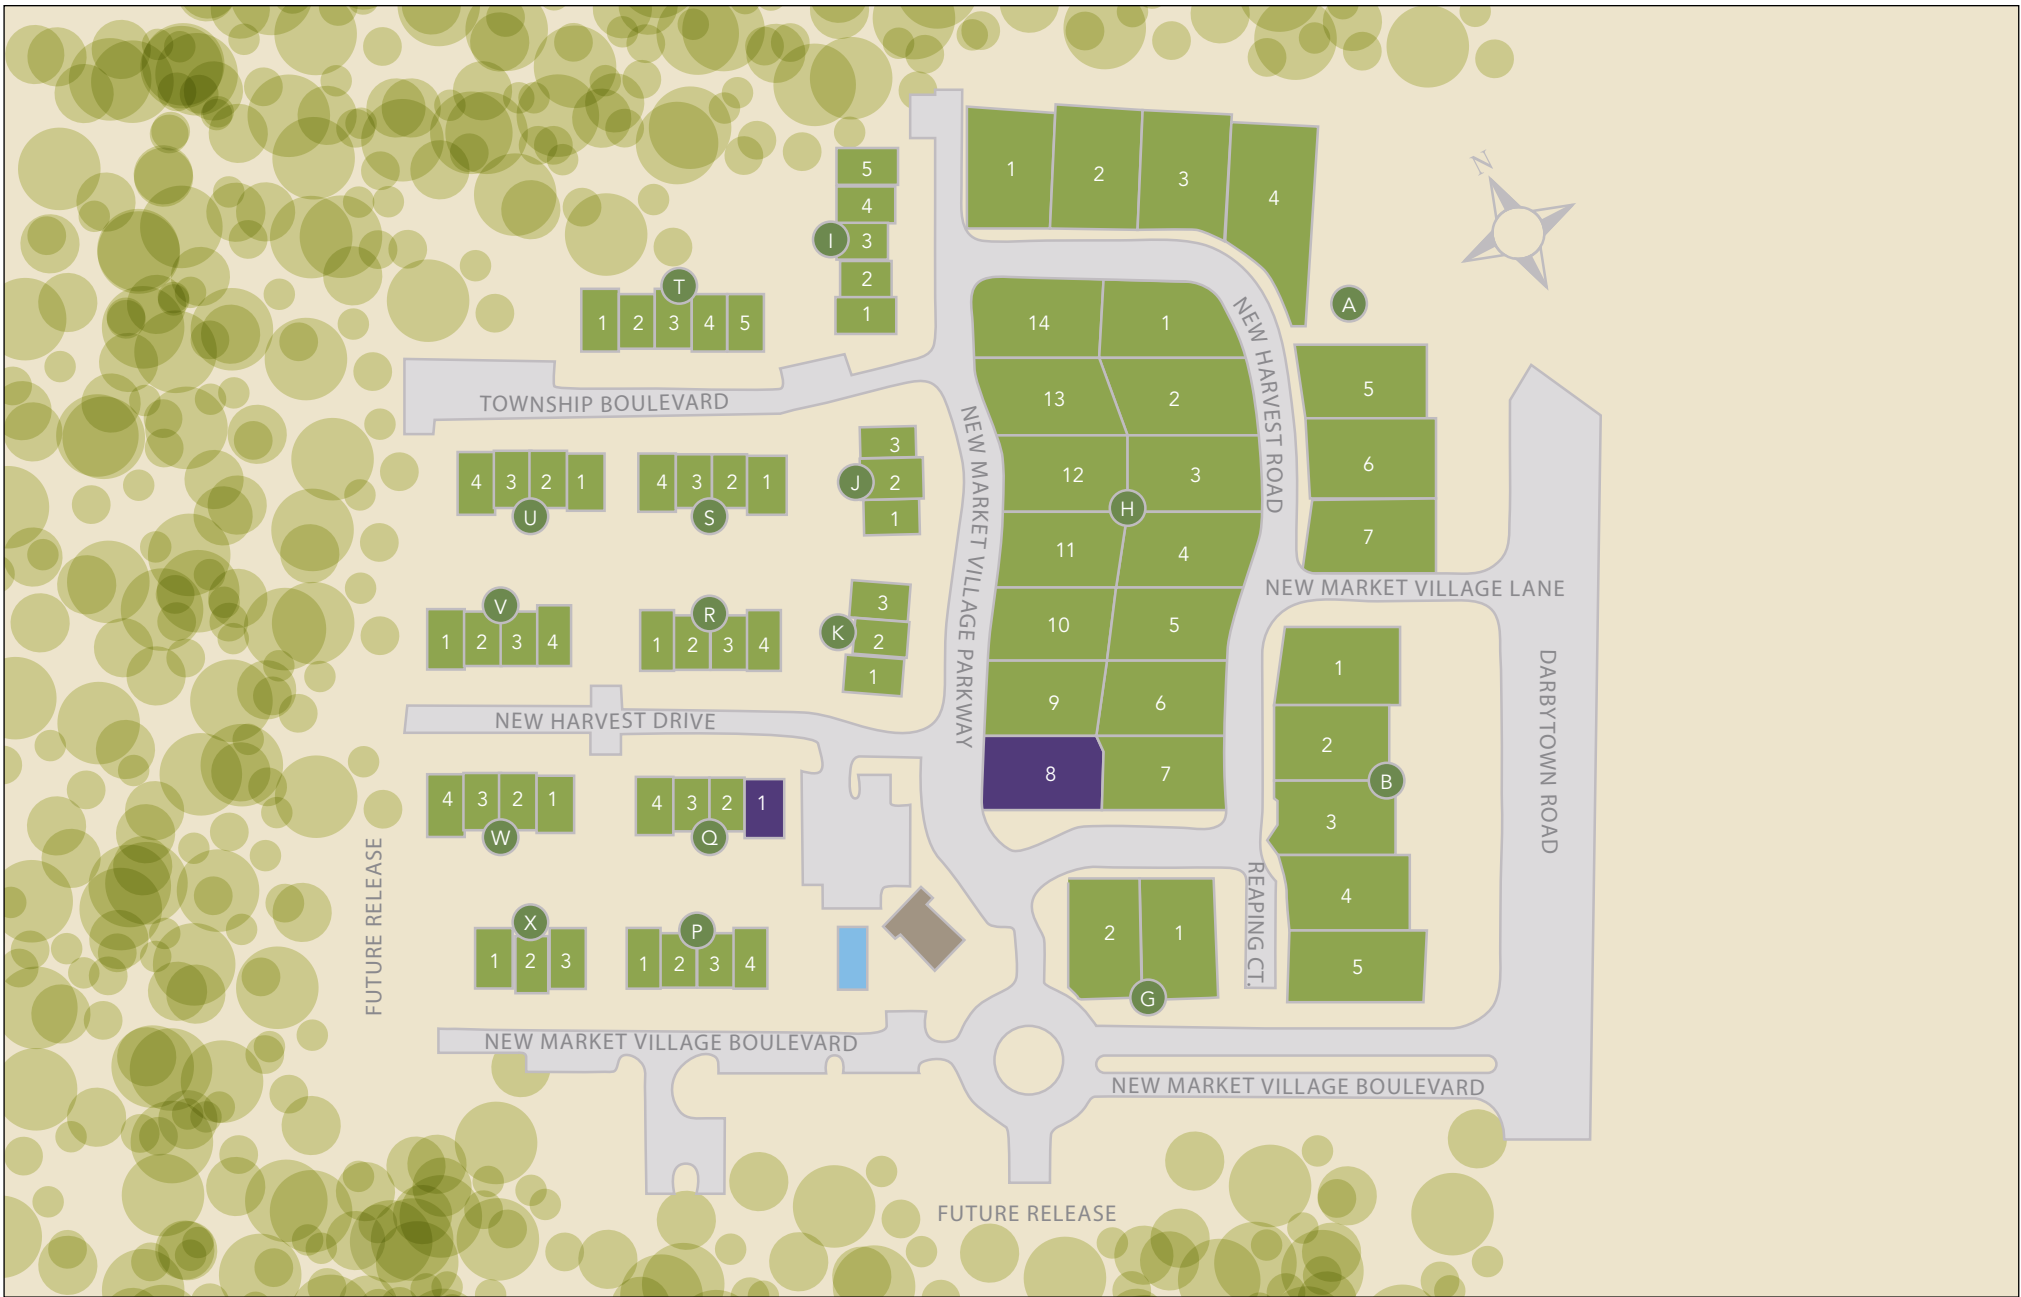 N
1
2
3
4
A
5
4
I
3
2
1
T
1 2 3 4 5
14
1
13
2
12
3
H
11
4
10
5
9
6
8
7
NEW HARVEST ROAD
5
6
7
TOWNSHIP BOULEVARD
NEW MARKET VILLAGE PARKWAY
4 3 2 1
U
4 3 2 1
S
3
J
2
1
NEW MARKET VILLAGE LANE
V
1 2 3 4
R
1 2 3 4
3
K
2
1
1
2
B
3
4
5
DARBYTOWN ROAD
NEW HARVEST DRIVE
4 3 2 1
W
4 3 2 1
Q
FUTURE RELEASE
X
1 2 3
P
1 2 3 4
2 1
G
REAPING CT.
NEW MARKET VILLAGE BOULEVARD
NEW MARKET VILLAGE BOULEVARD
FUTURE RELEASE